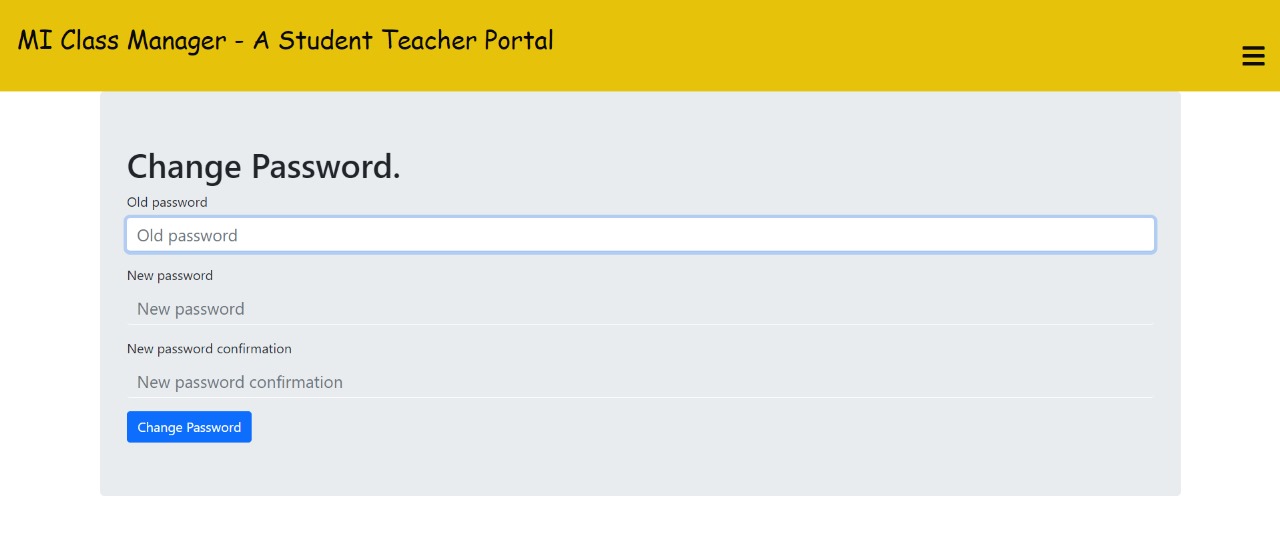 MI Class Manager - A Student Teacher Portal
Change Password.
Old password
Old password
New password
New password
New password confirmation
New password confirmation
Change Password